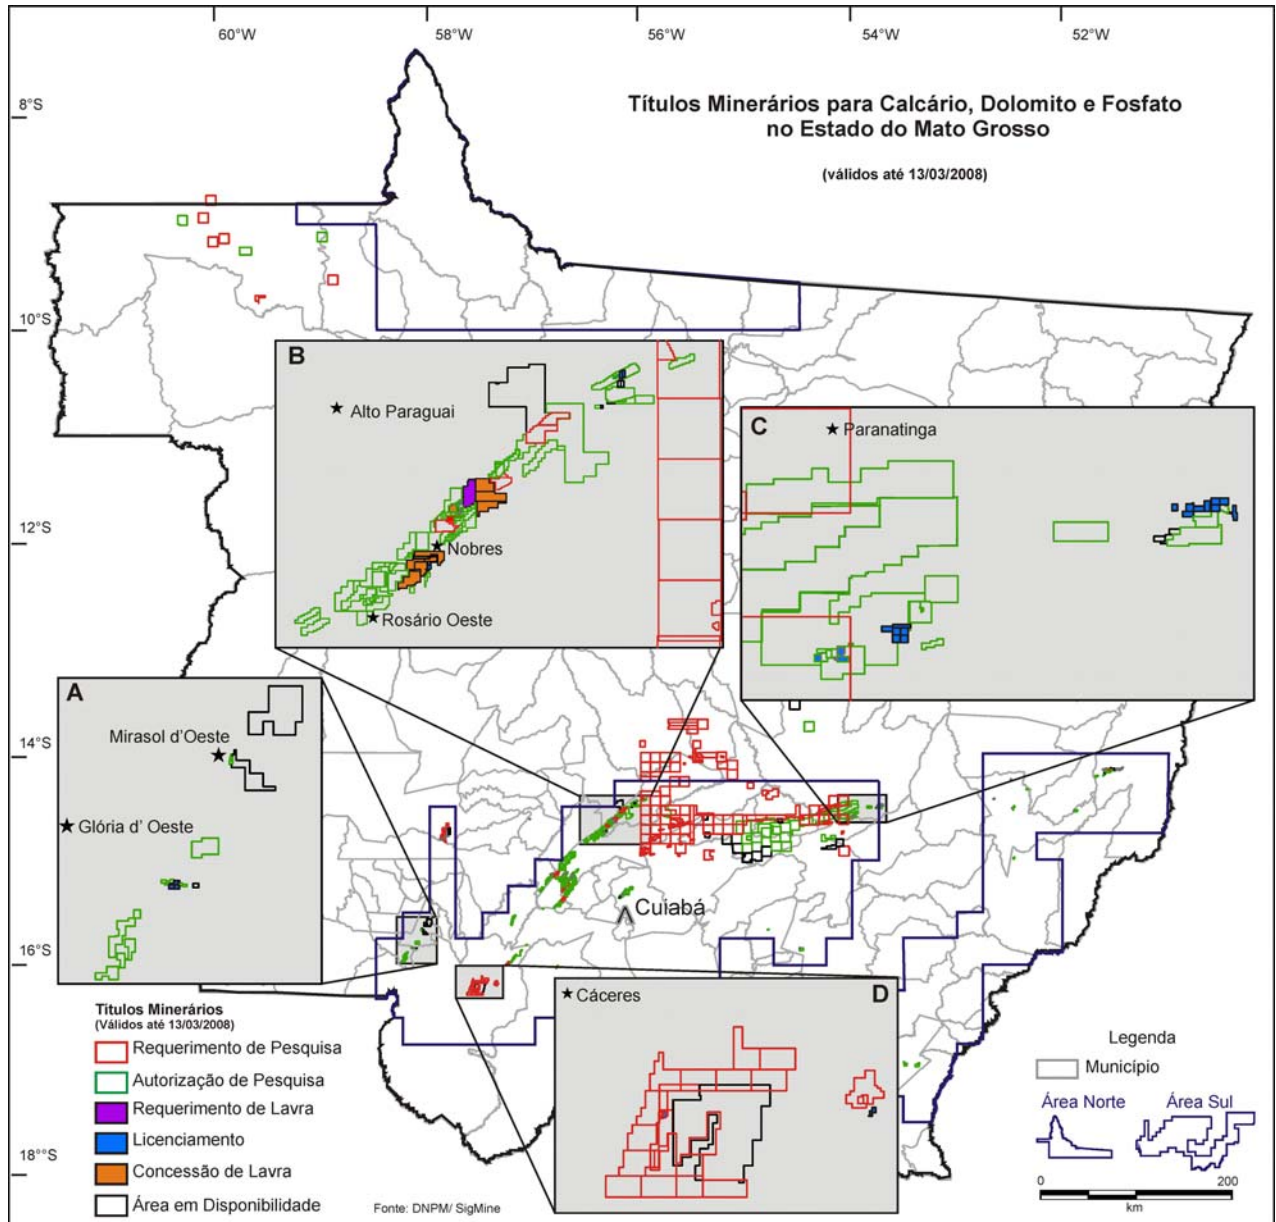 60°W
58°W
56°W
54°W
52°W
8°S
Títulos Minerários para Calcário, Dolomito e Fosfato
no Estado do Mato Grosso
(válidos até 13/03/2008)
10°S
B
Alto Paraguai
Nobres
Rosário Oeste
C
Paranatinga
12°S
A
Mirasol d'Oeste
Glória d' Oeste
14°S
Cuiabá
16°S
D
Cáceres
Títulos Minerários
(Válidos até 13/03/2008)
Requerimento de Pesquisa
Autorização de Pesquisa
Requerimento de Lavra
Licenciamento
Concessão de Lavra
Área em Disponibilidade
18°°S
Fonte: DNPM/ SigMine
Legenda
Município
Área Norte
Área Sul
0
200
km